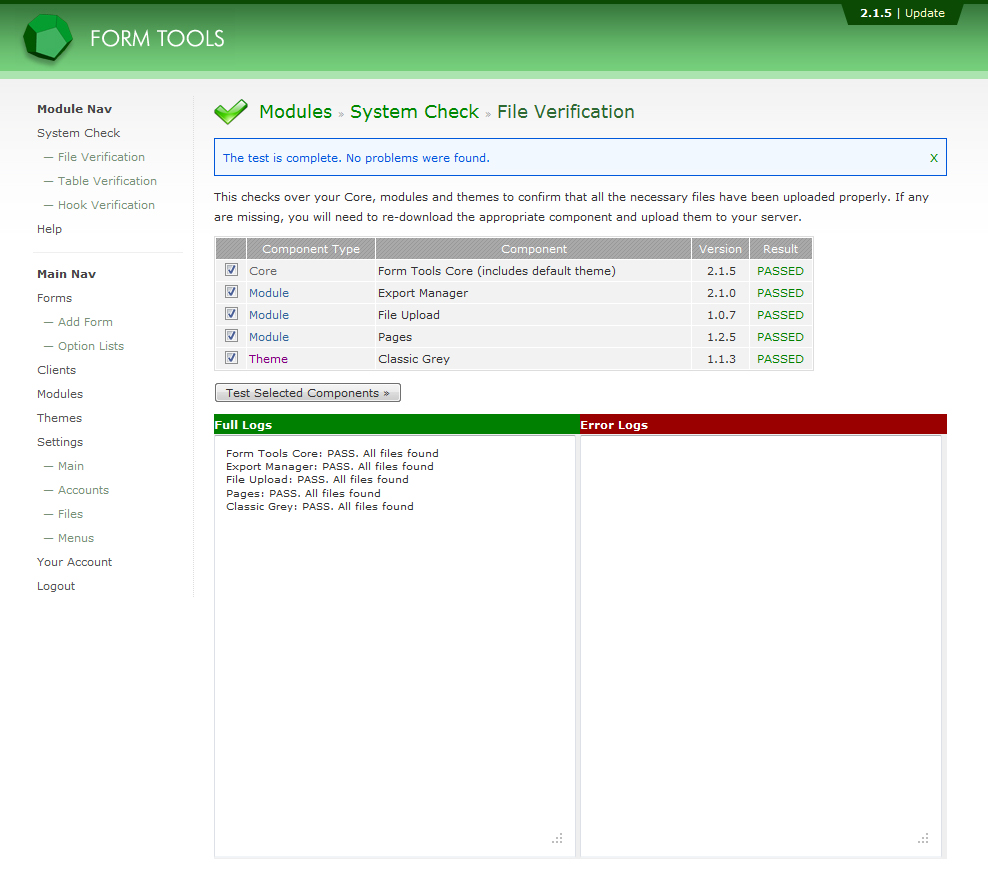 2.1.5 | Update
FORM TOOLS
Module Nav
System Check
— File Verification
— Table Verification
— Hook Verification
Help
Main Nav
Forms
— Add Form
— Option Lists
Clients
Modules
Themes
Settings
— Main
— Accounts
— Files
— Menus
Your Account
Logout
Modules » System Check » File Verification
The test is complete. No problems were found. X
This checks over your Core, modules and themes to confirm that all the necessary files have been uploaded properly. If any
are missing, you will need to re-download the appropriate component and upload them to your server.
Component Type Component Version Result
Core Form Tools Core (includes default theme) 2.1.5 PASSED
Module Export Manager 2.1.0 PASSED
Module File Upload 1.0.7 PASSED
Module Pages 1.2.5 PASSED
Theme Classic Grey 1.1.3 PASSED
Test Selected Components »
Full Logs Error Logs
Form Tools Core: PASS. All files found
Export Manager: PASS. All files found
File Upload: PASS. All files found
Pages: PASS. All files found
Classic Grey: PASS. All files found